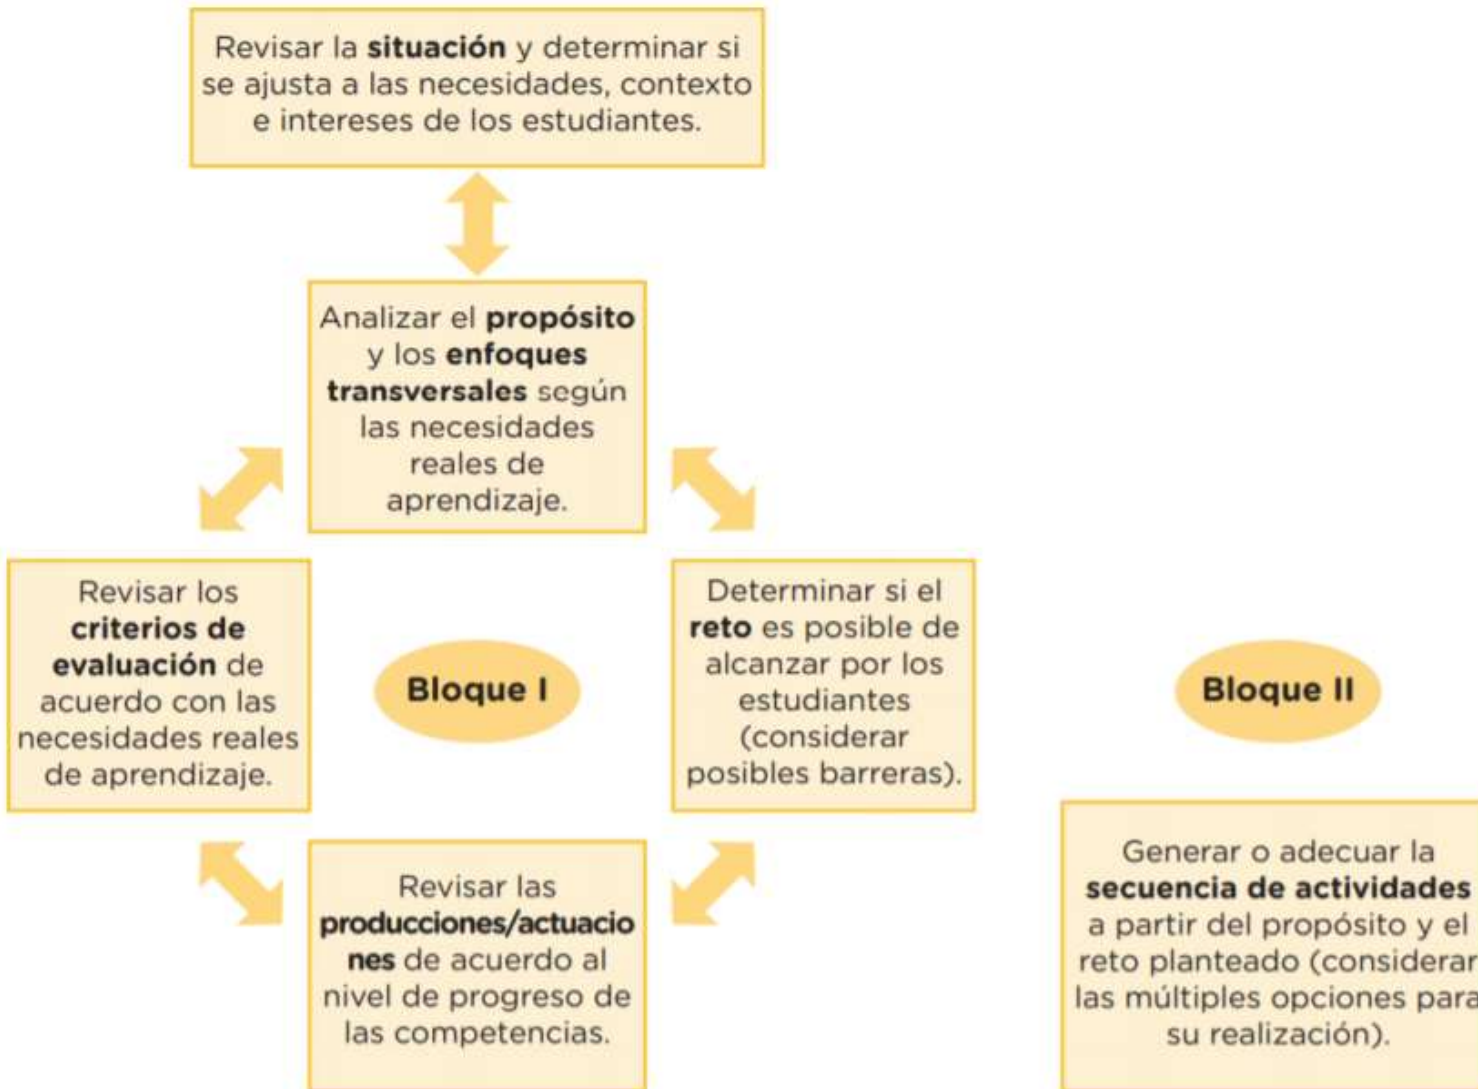 Revisar la situación y determinar si
se ajusta a las necesidades, contexto
e intereses de los estudiantes.
Analizar el propósito
y los enfoques
transversales según
las necesidades
reales de
aprendizaje.
Revisar los
criterios de
evaluación de
acuerdo con las
necesidades reales
de aprendizaje.
Bloque I
Determinar si el
reto es posible de
alcanzar por los
estudiantes
(considerar
posibles barreras).
Revisar las
producciones/actuacio
nes de acuerdo al
nivel de progreso de
las competencias.
Bloque II
Generar o adecuar la
secuencia de actividades
a partir del propósito y el
reto planteado (considerar
las múltiples opciones para
su realización).